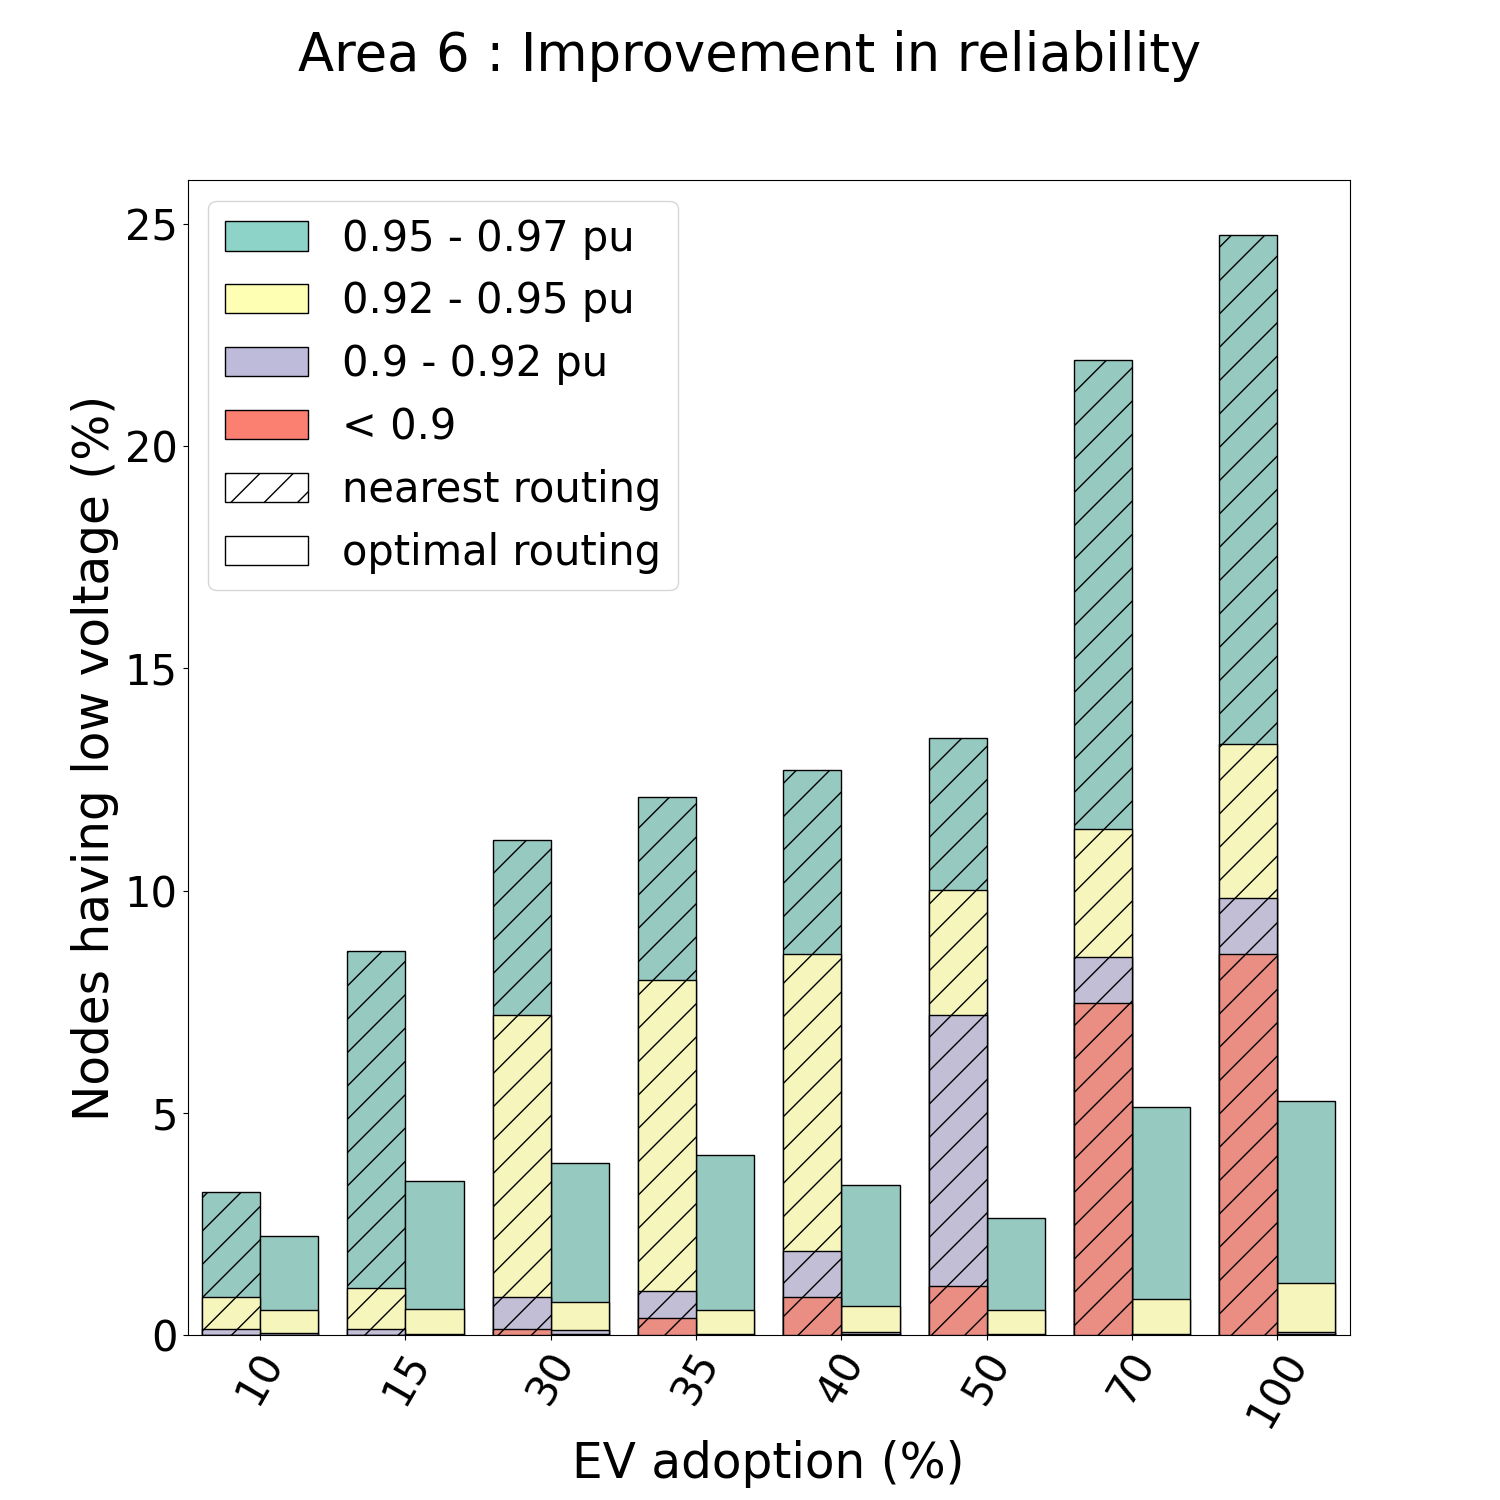 Area 6 : Improvement in reliability
25
20
15
10
5
0
Nodes having low voltage (%)
0.95 - 0.97 pu
0.92 - 0.95 pu
0.9 - 0.92 pu
< 0.9
nearest routing
optimal routing
10 15 30 35 40 50 70 100
EV adoption (%)